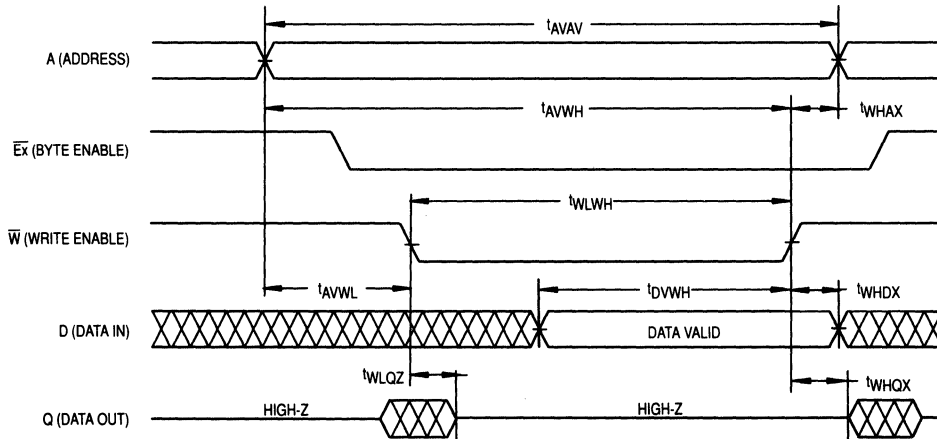 tAVAV
A (ADDRESS)
tAVWH
tWHAX
Ex (BYTE ENABLE)
tWLWH
W (WRITE ENABLE)
tAVWL
tDVWH
tWHDX
D (DATA IN)
DATA VALID
tWLQZ
tWHQX
Q (DATA OUT)
HIGH-Z
HIGH-Z